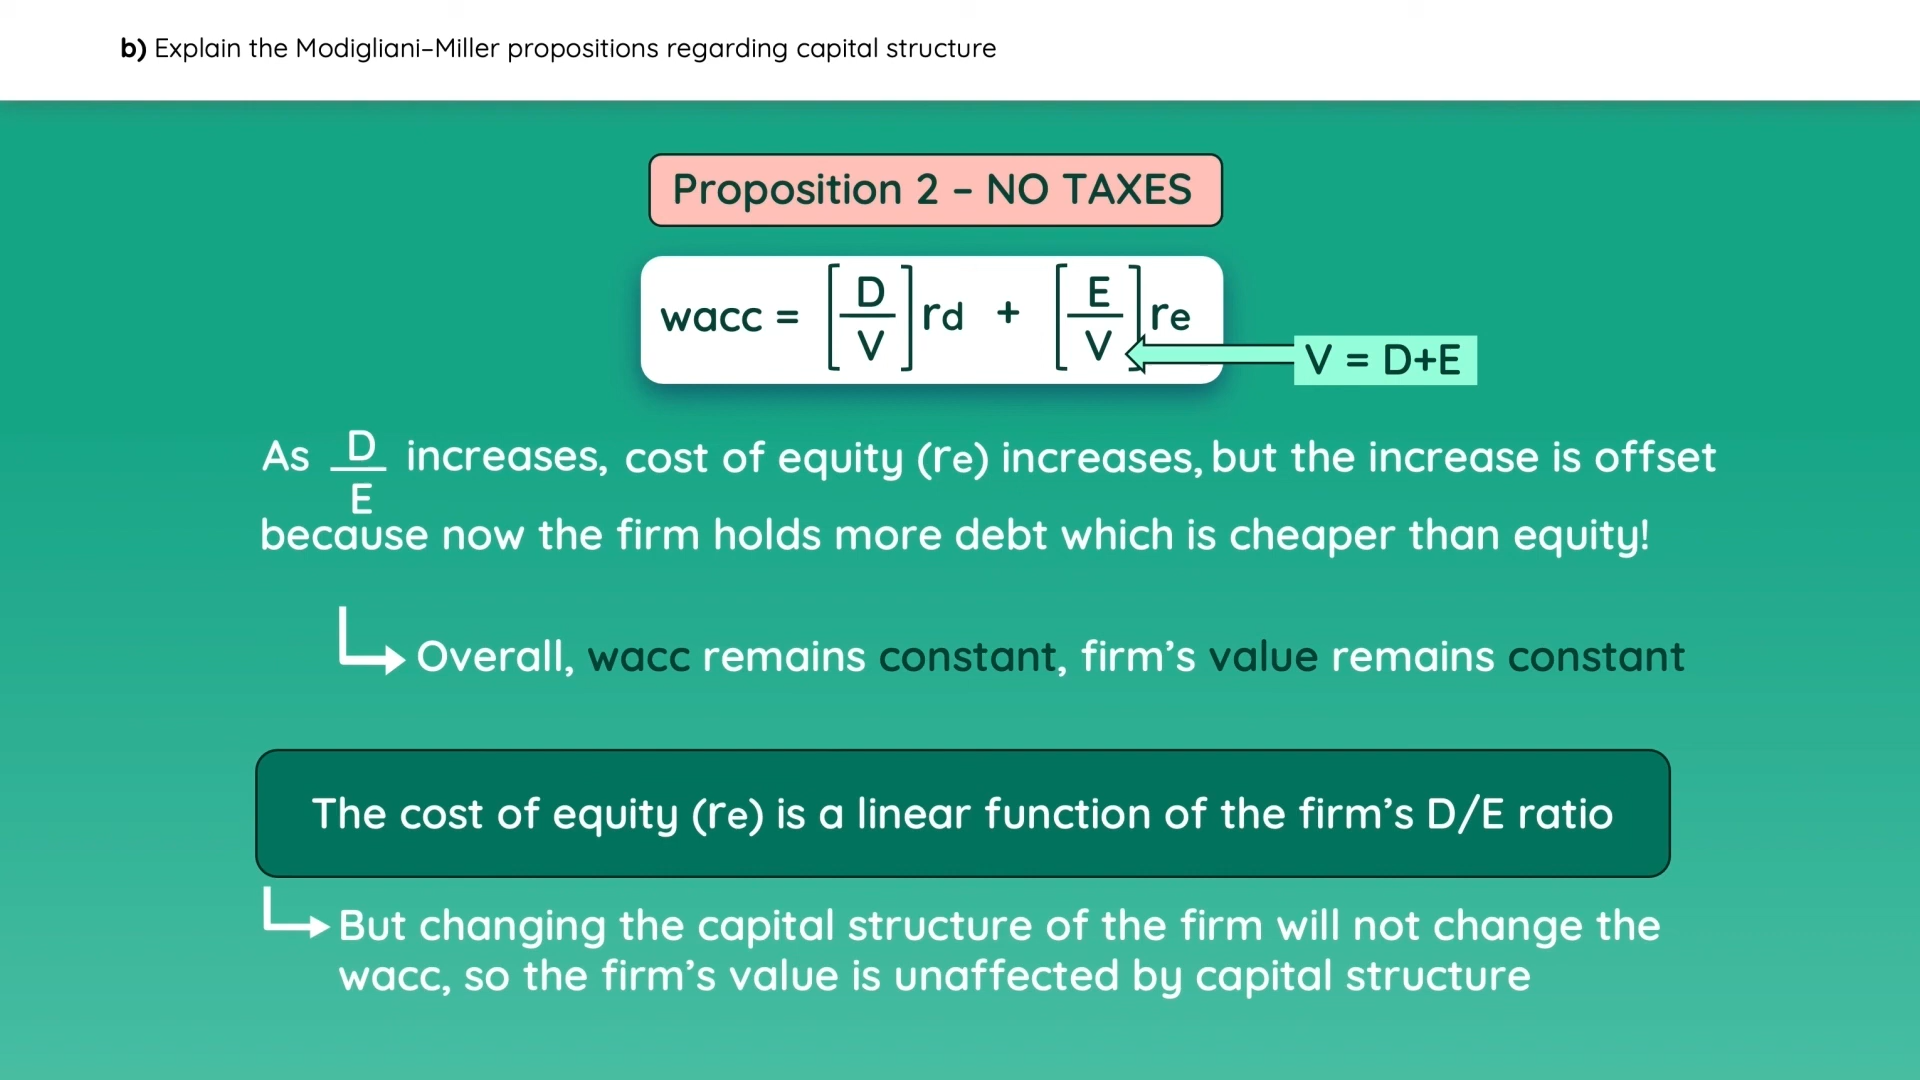 b) Explain the Modigliani–Miller propositions regarding capital structure
Proposition 2 – NO TAXES
wacc = [D/V] rd + [E/V] re
V = D+E
As D/E increases, cost of equity (re) increases, but the increase is offset
because now the firm holds more debt which is cheaper than equity!
Overall, wacc remains constant, firm's value remains constant
The cost of equity (re) is a linear function of the firm's D/E ratio
But changing the capital structure of the firm will not change the
wacc, so the firm's value is unaffected by capital structure